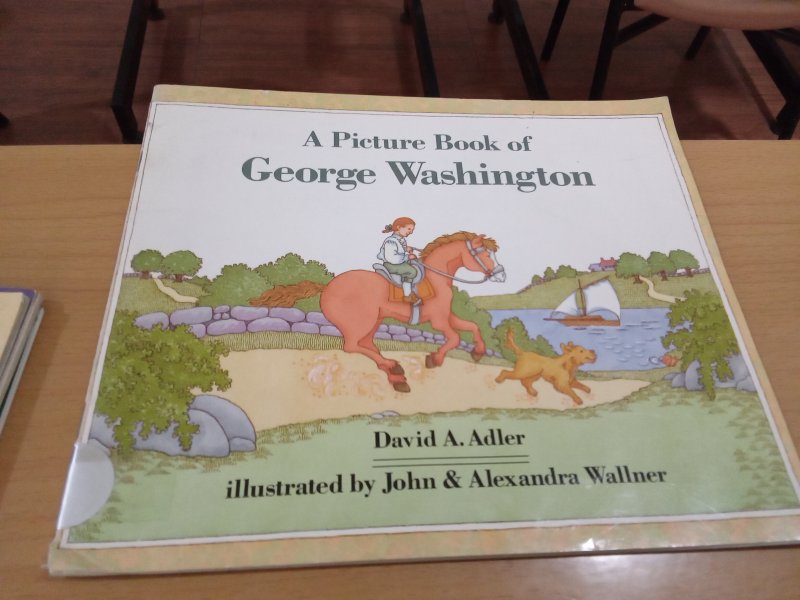 A Picture Book of
George Washington
David A. Adler
illustrated by John & Alexandra Wallner